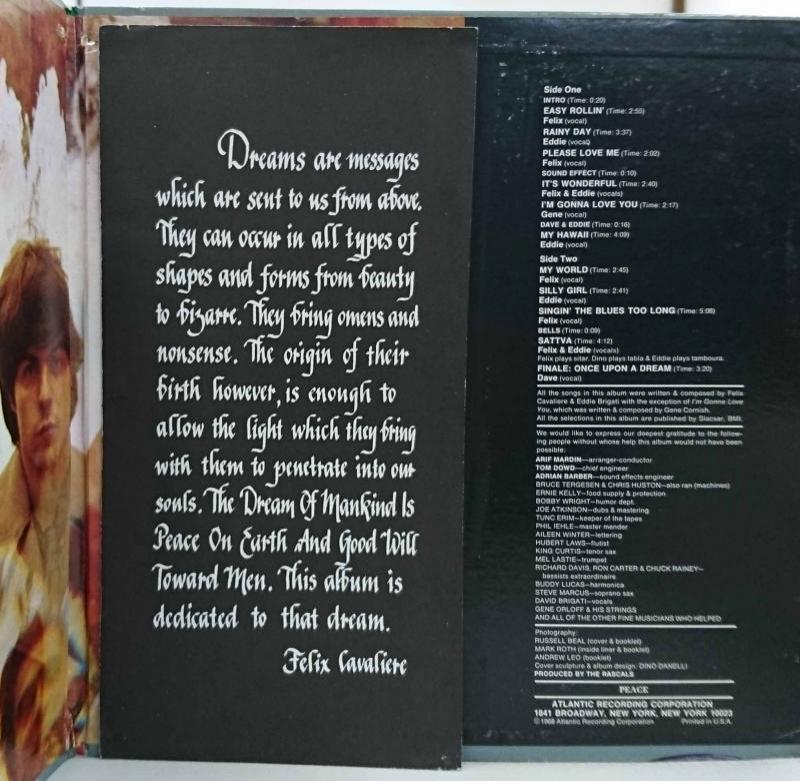 Dreams are messages
which are sent to us from above.
They can occur in all types of
shapes and forms from beauty
to bizarre. They bring omens and
nonsense. The origin of their
birth however, is enough to
allow the light which they bring
with them to penetrate into our
souls. The Dream Of Mankind Is
Peace On Earth And Good Will
Toward Men. This album is
dedicated to that dream.
Felix Cavaliere
Side One
INTRO (Time: 0:20)
EASY ROLLIN' (Time: 2:55)
Felix (vocal)
RAINY DAY (Time: 3:37)
Eddie (vocal)
PLEASE LOVE ME (Time: 2:02)
Felix (vocal)
SOUND EFFECT (Time: 0:10)
IT'S WONDERFUL (Time: 2:40)
Felix & Eddie (vocals)
I'M GONNA LOVE YOU (Time: 2:17)
Gene (vocal)
DAVE & EDDIE (Time: 0:16)
MY HAWAII (Time: 4:09)
Eddie (vocal)
Side Two
MY WORLD (Time: 2:45)
Felix (vocal)
SILLY GIRL (Time: 2:41)
Eddie (vocal)
SINGIN' THE BLUES TOO LONG (Time: 5:06)
Felix (vocal)
BELLS (Time: 0:09)
SATTVA (Time: 4:12)
Felix & Eddie (vocals)
Felix plays sitar. Dino plays tabla & Eddie plays tamboura.
FINALE: ONCE UPON A DREAM (Time: 3:20)
Dave (vocal)
All the songs in this album were written & composed by Felix
Cavaliere & Eddie Brigati with the exception of I'm Gonna Love
You, which was written & composed by Gene Cornish.
All the selections in this album are published by Slacsar, BMI.
We would like to express our deepest gratitude to the follow-
ing people without whose help this album would not have been
possible:
ARIF MARDIN—arranger-conductor
TOM DOWD—chief engineer
ADRIAN BARBER—sound effects engineer
BRUCE TERGESEN & CHRIS HUSTON—also ran (machines)
ERNIE KELLY—food supply & protection
BOBBY WRIGHT—humor dept.
JOE ATKINSON—dubs & mastering
TUNC ERIM—keeper of the tapes
PHIL IEHLE—master mender
AILEEN WINTER—lettering
HUBERT LAWS—flutist
KING CURTIS—tenor sax
MEL LASTIE—trumpet
RICHARD DAVIS, RON CARTER & CHUCK RAINEY—
bassists extraordinaire
BUDDY LUCAS—harmonica
STEVE MARCUS—soprano sax
DAVID BRIGATI—vocals
GENE ORLOFF & HIS STRINGS
AND ALL OF THE OTHER FINE MUSICIANS WHO HELPED
Photography:
RUSSELL BEAL (cover & booklet)
MARK ROTH (inside liner & booklet)
ANDREW LEO (booklet)
Cover sculpture & album design: DINO DANELLI
PRODUCED BY THE RASCALS
PEACE
ATLANTIC RECORDING CORPORATION
1841 BROADWAY, NEW YORK, NEW YORK 10023
© 1968 Atlantic Recording Corporation Printed in U.S.A.